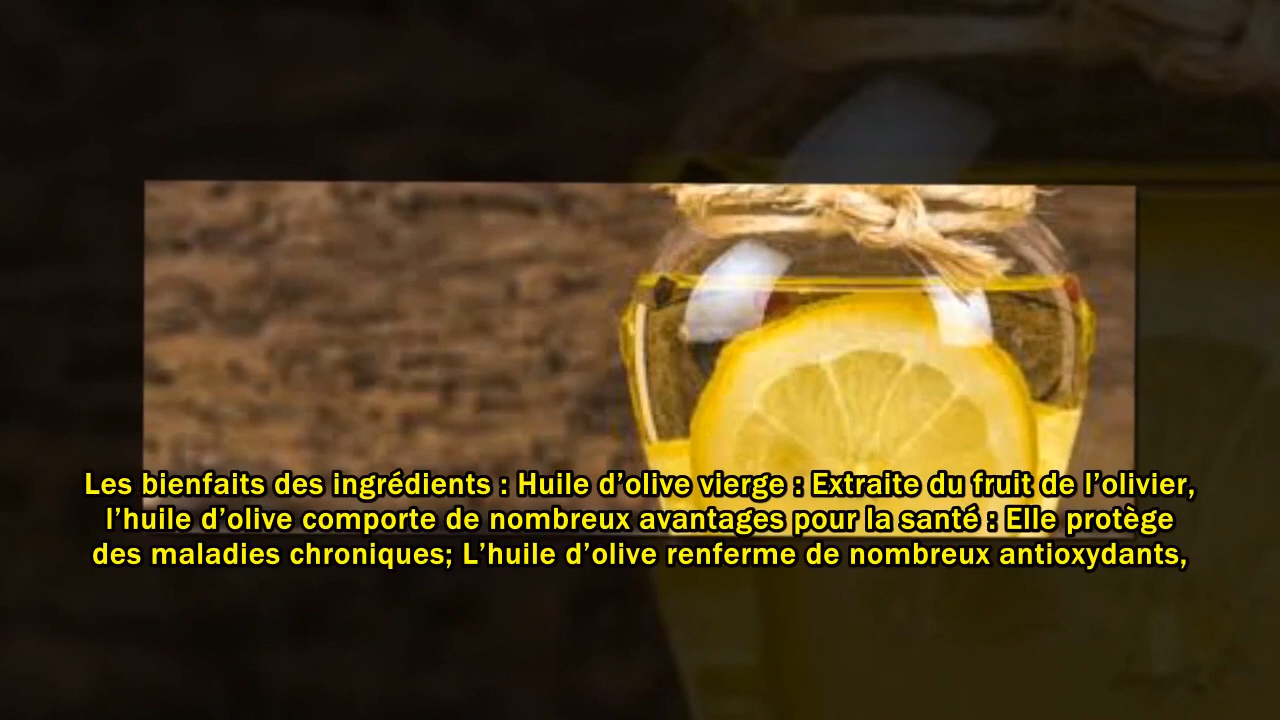 Les bienfaits des ingrédients : Huile d’olive vierge : Extraite du fruit de l’olivier,
l’huile d’olive comporte de nombreux avantages pour la santé : Elle protège
des maladies chroniques; L’huile d’olive renferme de nombreux antioxydants,